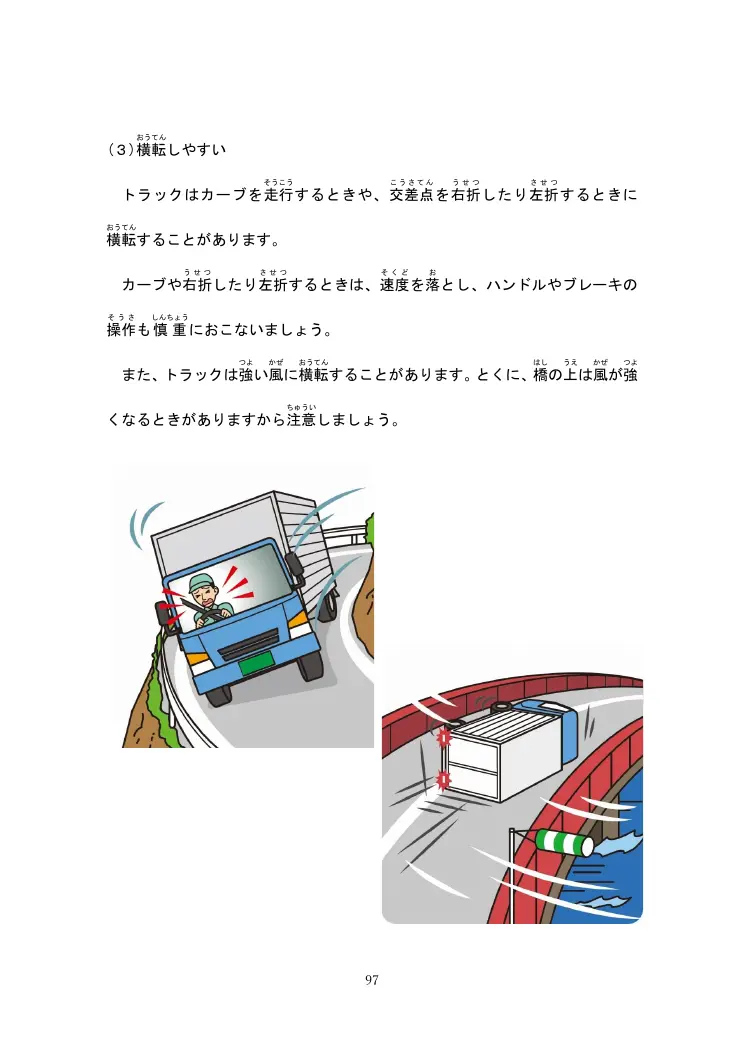 （３）横転しやすい
トラックはカーブを走行するときや、交差点を右折したり左折するときに
横転することがあります。
カーブや右折したり左折するときは、速度を落とし、ハンドルやブレーキの
操作も慎重におこないましょう。
また、トラックは強い風に横転することがあります。とくに、橋の上は風が強
くなるときがありますから注意しましょう。
97